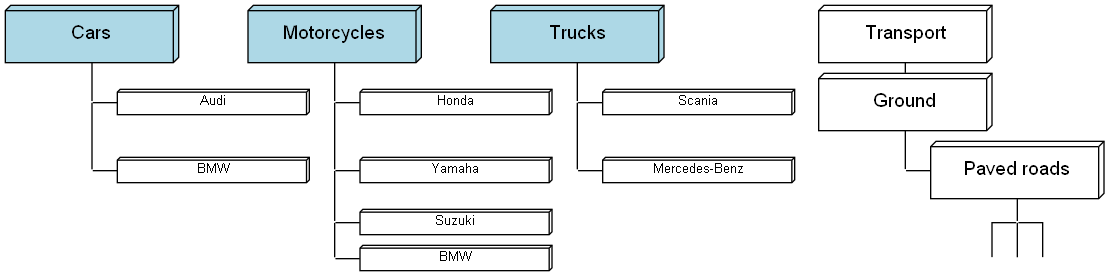 Cars
Audi
BMW
Motorcycles
Honda
Yamaha
Suzuki
BMW
Trucks
Scania
Mercedes-Benz
Transport
Ground
Paved roads